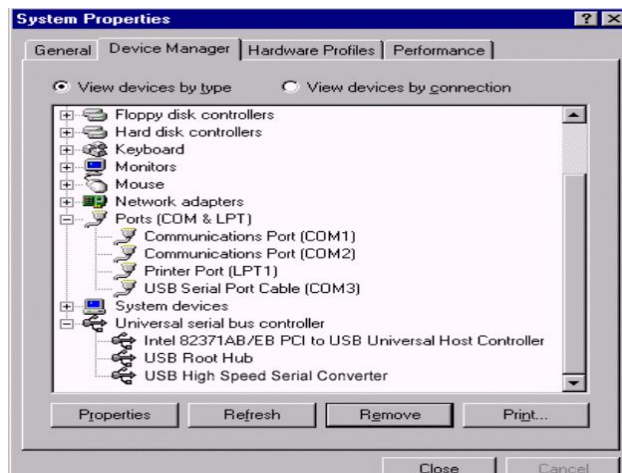 System Properties
General Device Manager Hardware Profiles Performance
View devices by type View devices by connection
Floppy disk controllers
Hard disk controllers
Keyboard
Monitors
Mouse
Network adapters
Ports (COM & LPT)
Communications Port (COM1)
Communications Port (COM2)
Printer Port (LPT1)
USB Serial Port Cable (COM3)
System devices
Universal serial bus controller
Intel 82371AB/EB PCI to USB Universal Host Controller
USB Root Hub
USB High Speed Serial Converter
Properties Refresh Remove Print...
Close Cancel